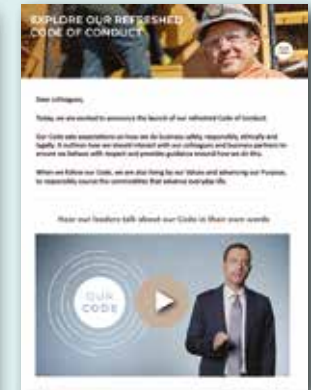 EXPLORE OUR REFRESHED
CODE OF CONDUCT
OUR
CODE
Dear colleagues,
Today, we are excited to announce the launch of our refreshed Code of Conduct.
Our Code sets expectations on how we do business safely, responsibly, ethically and
legally. It outlines how we should interact with our colleagues and business partners to
ensure we behave with respect and provides guidance around how we do this.
When we follow our Code, we are also living by our Values and advancing our Purpose,
to responsibly source the commodities that advance everyday life.
Hear our leaders talk about our Code in their own words
OUR
CODE